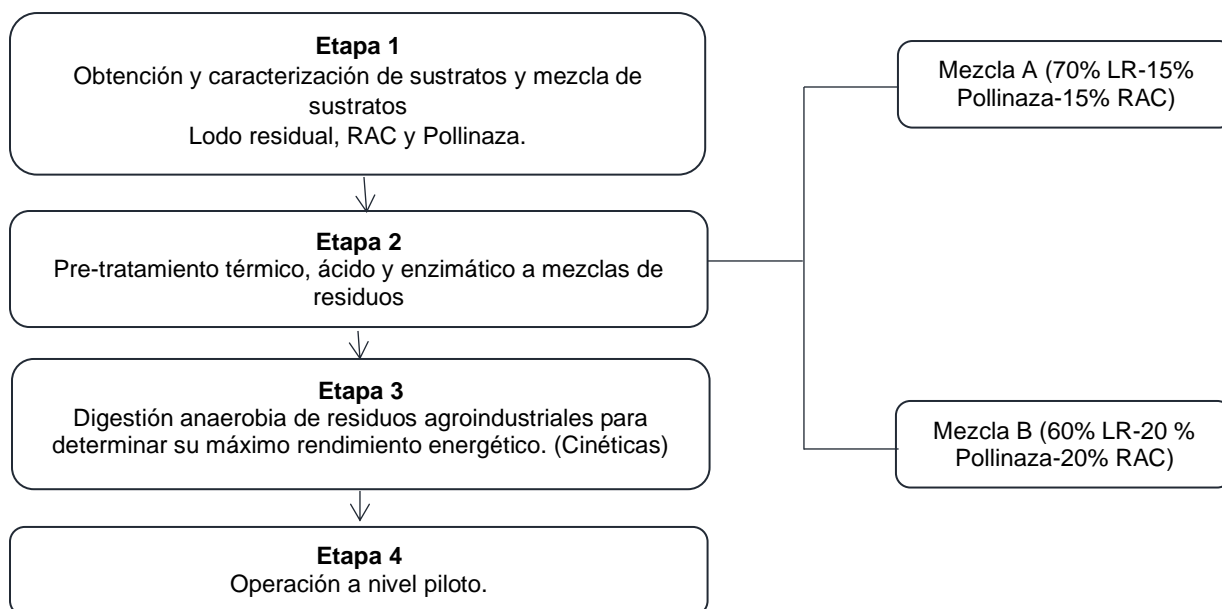 Etapa 1
Obtención y caracterización de sustratos y mezcla de
sustratos
Lodo residual, RAC y Pollinaza.
Etapa 2
Pre-tratamiento térmico, ácido y enzimático a mezclas de
residuos
Etapa 3
Digestión anaerobia de residuos agroindustriales para
determinar su máximo rendimiento energético. (Cinéticas)
Etapa 4
Operación a nivel piloto.
Mezcla A (70% LR-15%
Pollinaza-15% RAC)
Mezcla B (60% LR-20 %
Pollinaza-20% RAC)